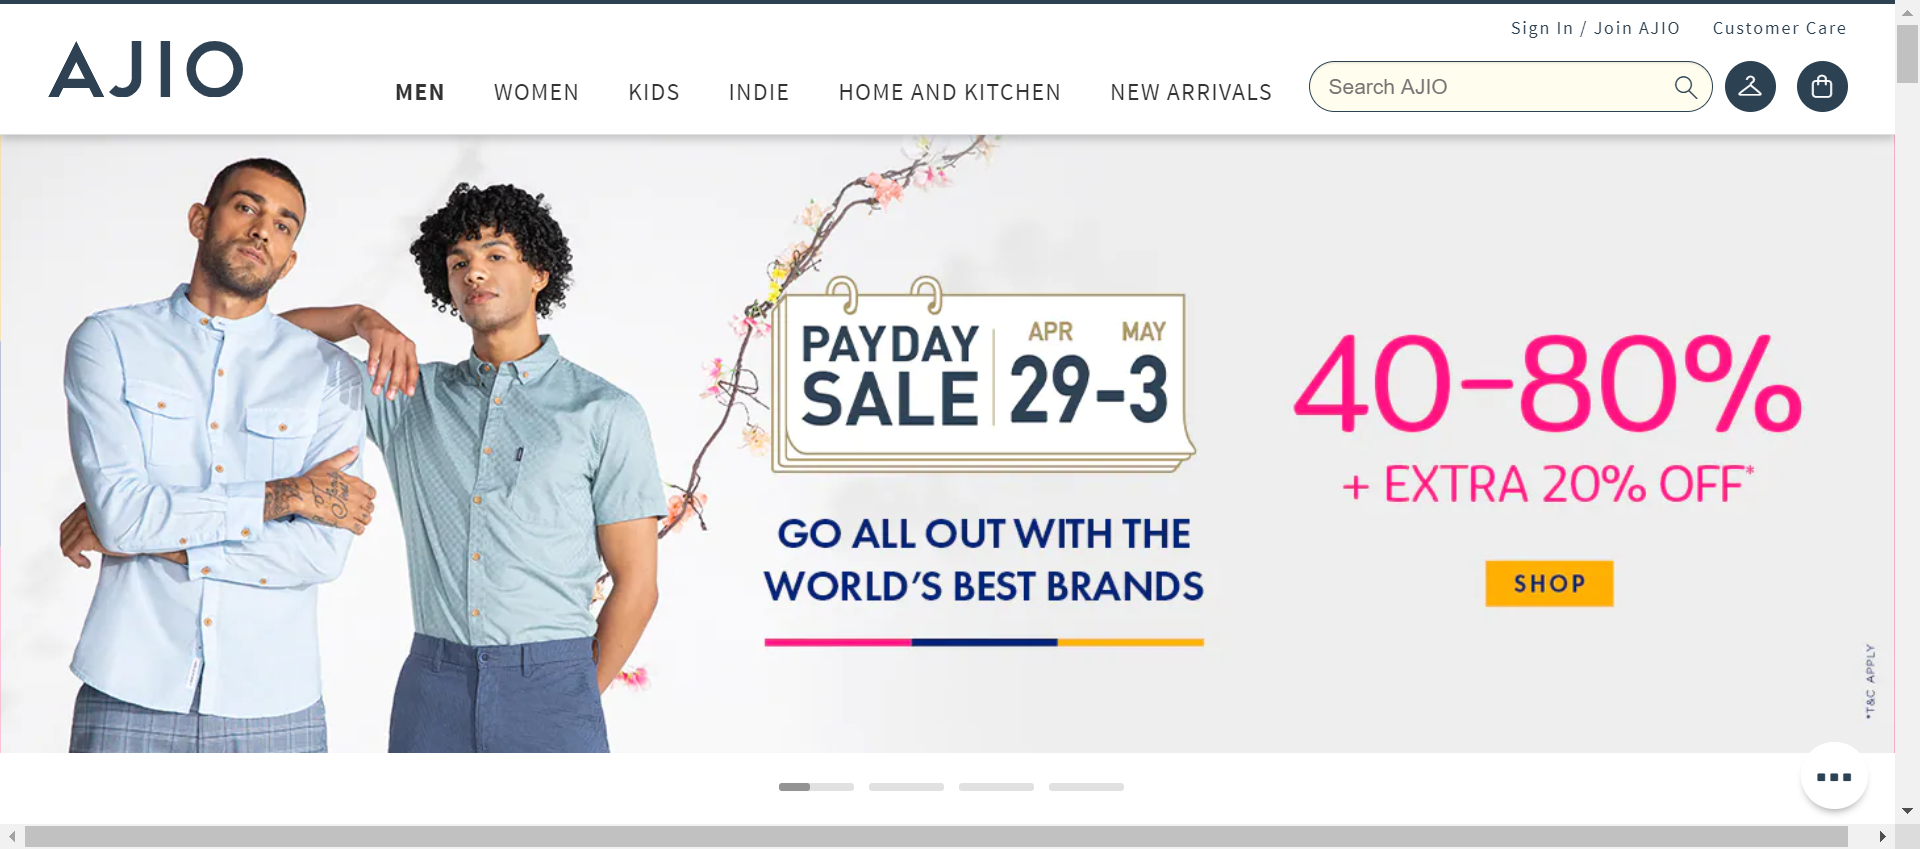 Sign In / Join AJIO Customer Care
AJIO
MEN WOMEN KIDS INDIE HOME AND KITCHEN NEW ARRIVALS
Search AJIO
PAYDAY
SALE
APR MAY
29-3
GO ALL OUT WITH THE
WORLD'S BEST BRANDS
40-80%
+ EXTRA 20% OFF*
SHOP
*T&C APPLY